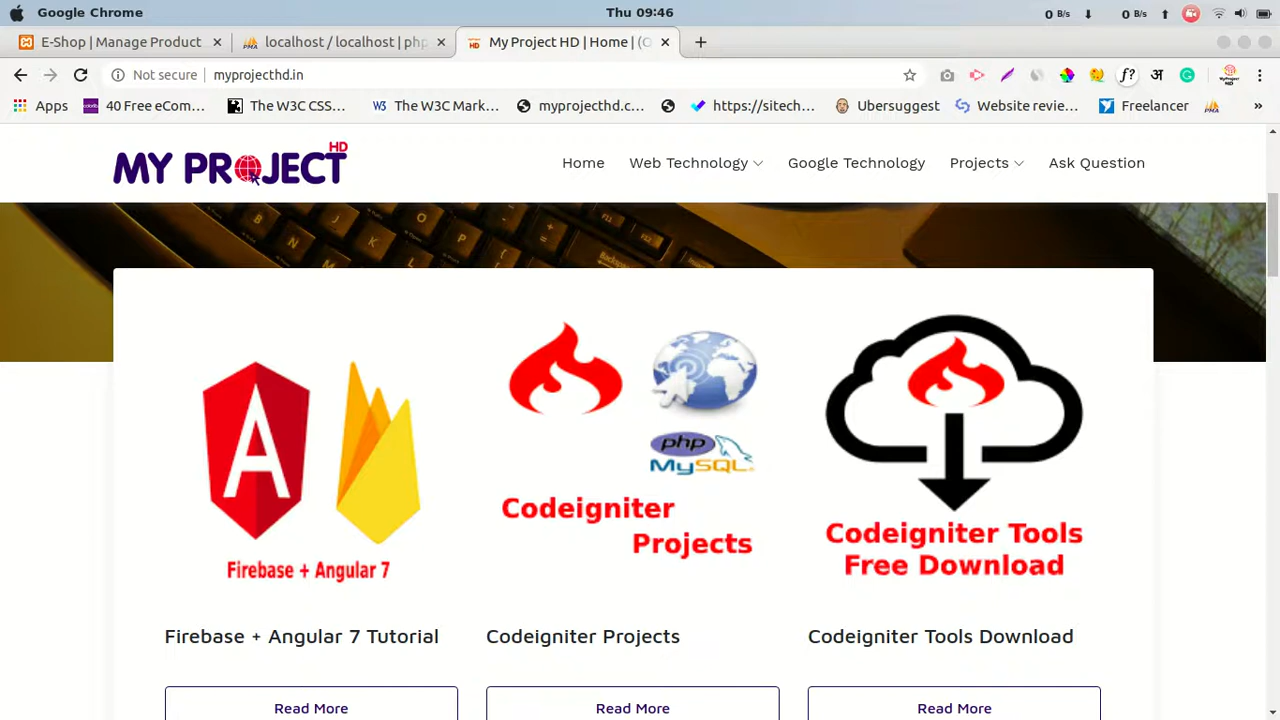 Google Chrome Thu 09:46 0 B/s 0 B/s
E-Shop | Manage Product localhost / localhost | php My Project HD | Home | (O
Not secure myprojecthd.in
Apps 40 Free eCom... The W3C CSS... W3 The W3C Mark... myprojecthd.c... https://sitech... Ubersuggest Website revie... Freelancer PMA »
MY PROJECT HD
Home Web Technology Google Technology Projects Ask Question
A
Firebase + Angular 7
php
MySQL
Codeigniter
Projects
Codeigniter Tools
Free Download
Firebase + Angular 7 Tutorial Codeigniter Projects Codeigniter Tools Download
Read More Read More Read More